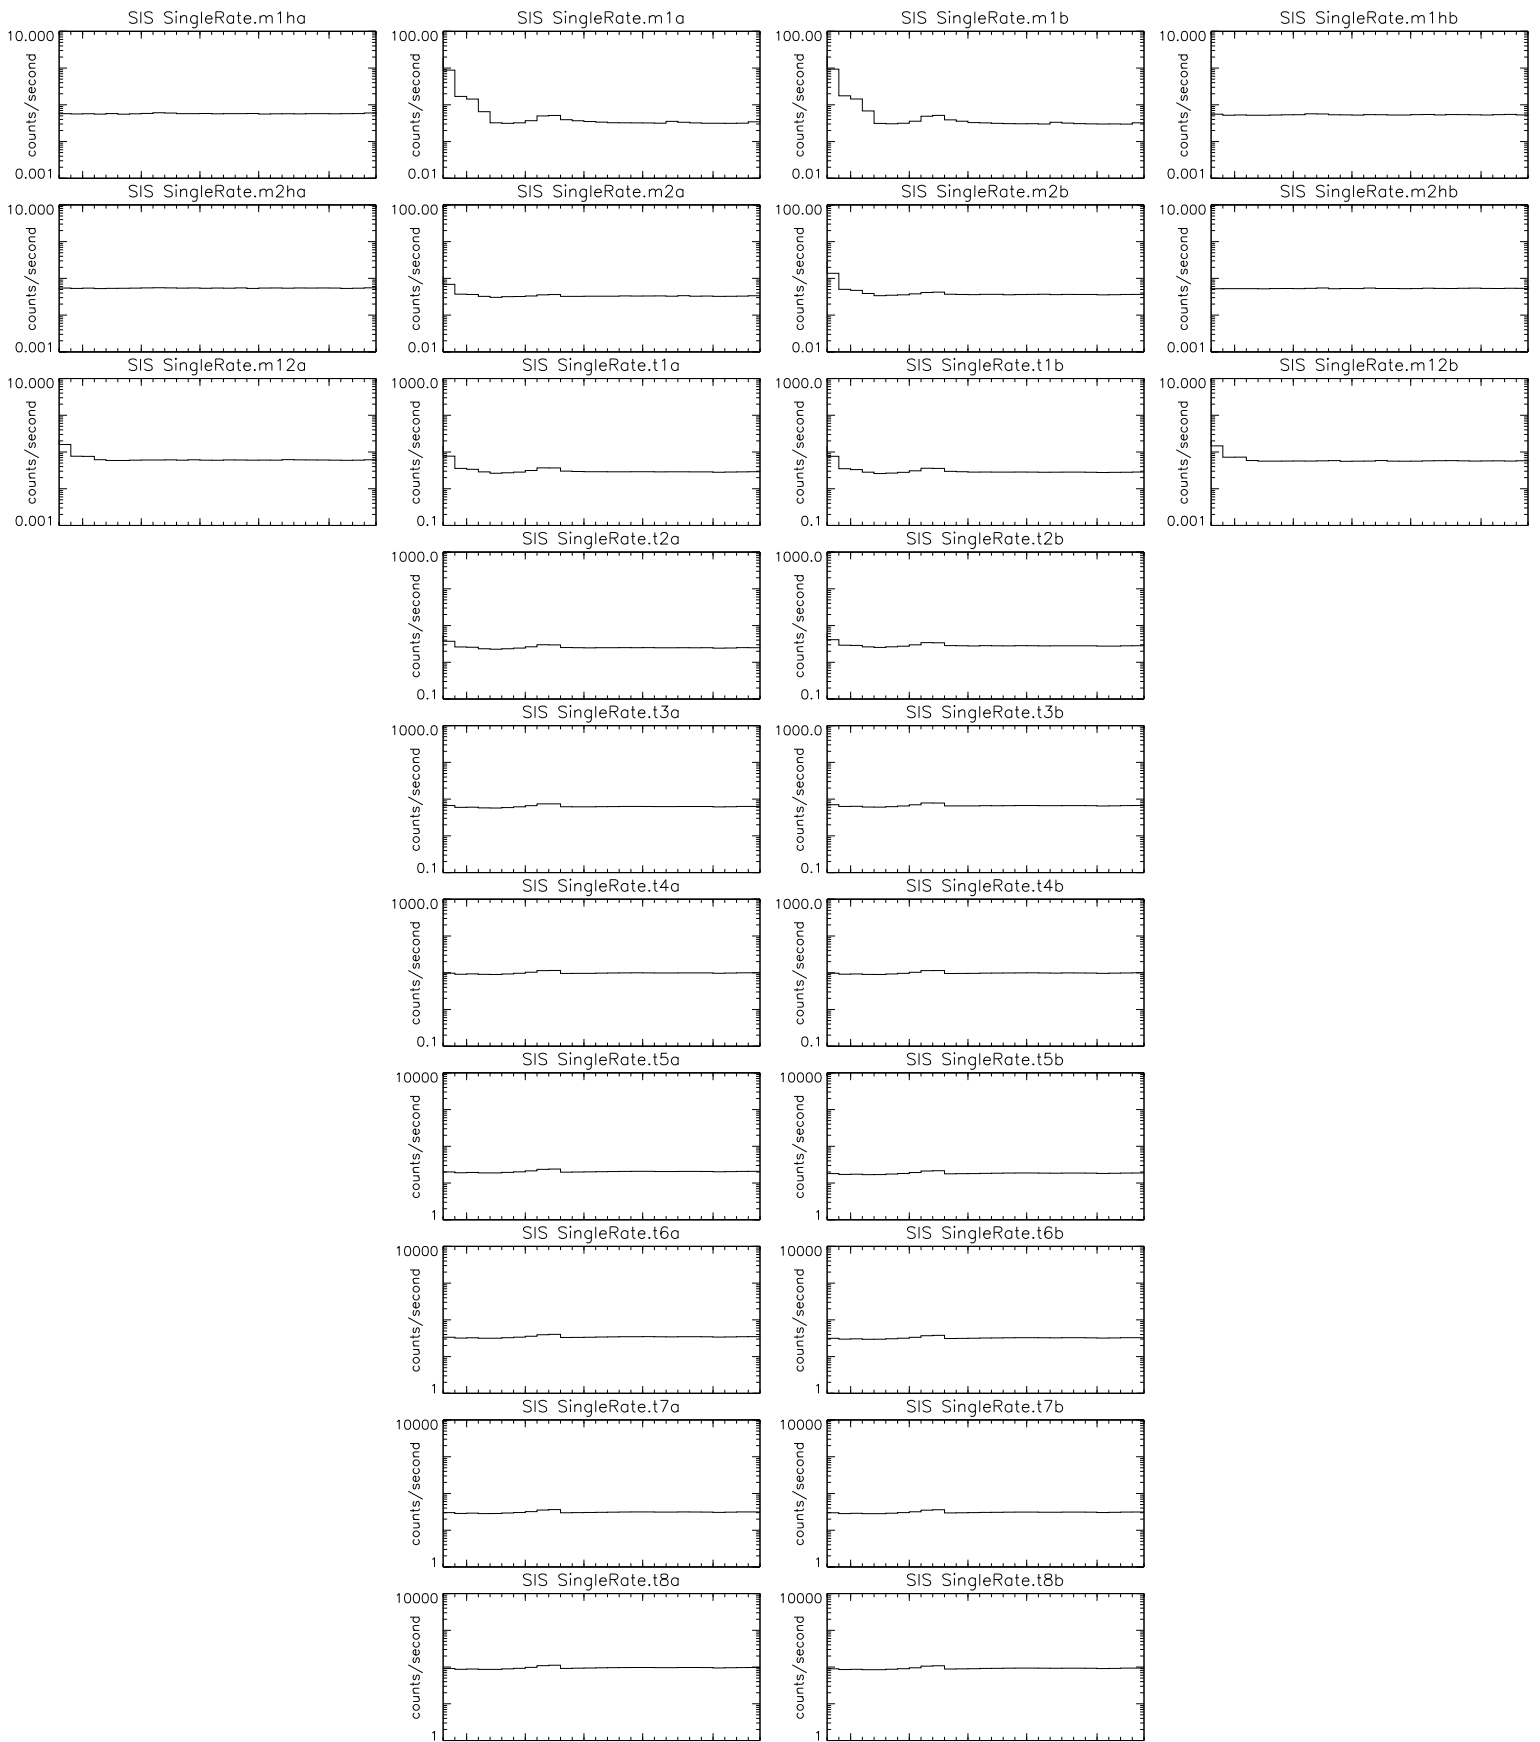 SIS SingleRate.m1ha
10.000
counts/second
0.001
SIS SingleRate.m1a
100.00
counts/second
0.01
SIS SingleRate.m1b
100.00
counts/second
0.01
SIS SingleRate.m1hb
10.000
counts/second
0.001
SIS SingleRate.m2ha
10.000
counts/second
0.001
SIS SingleRate.m2a
100.00
counts/second
0.01
SIS SingleRate.m2b
100.00
counts/second
0.01
SIS SingleRate.m2hb
10.000
counts/second
0.001
SIS SingleRate.m12a
10.000
counts/second
0.001
SIS SingleRate.t1a
1000.0
counts/second
0.1
SIS SingleRate.t1b
1000.0
counts/second
0.1
SIS SingleRate.m12b
10.000
counts/second
0.001
SIS SingleRate.t2a
1000.0
counts/second
0.1
SIS SingleRate.t2b
1000.0
counts/second
0.1
SIS SingleRate.t3a
1000.0
counts/second
0.1
SIS SingleRate.t3b
1000.0
counts/second
0.1
SIS SingleRate.t4a
1000.0
counts/second
0.1
SIS SingleRate.t4b
1000.0
counts/second
0.1
SIS SingleRate.t5a
10000
counts/second
1
SIS SingleRate.t5b
10000
counts/second
1
SIS SingleRate.t6a
10000
counts/second
1
SIS SingleRate.t6b
10000
counts/second
1
SIS SingleRate.t7a
10000
counts/second
1
SIS SingleRate.t7b
10000
counts/second
1
SIS SingleRate.t8a
10000
counts/second
1
SIS SingleRate.t8b
10000
counts/second
1